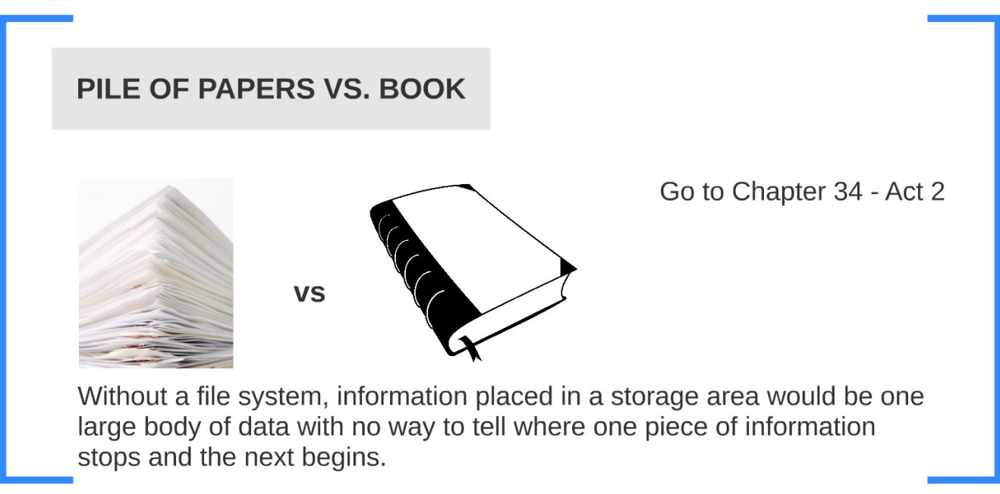 PILE OF PAPERS VS. BOOK
Go to Chapter 34 - Act 2
vs
Without a file system, information placed in a storage area would be one
large body of data with no way to tell where one piece of information
stops and the next begins.